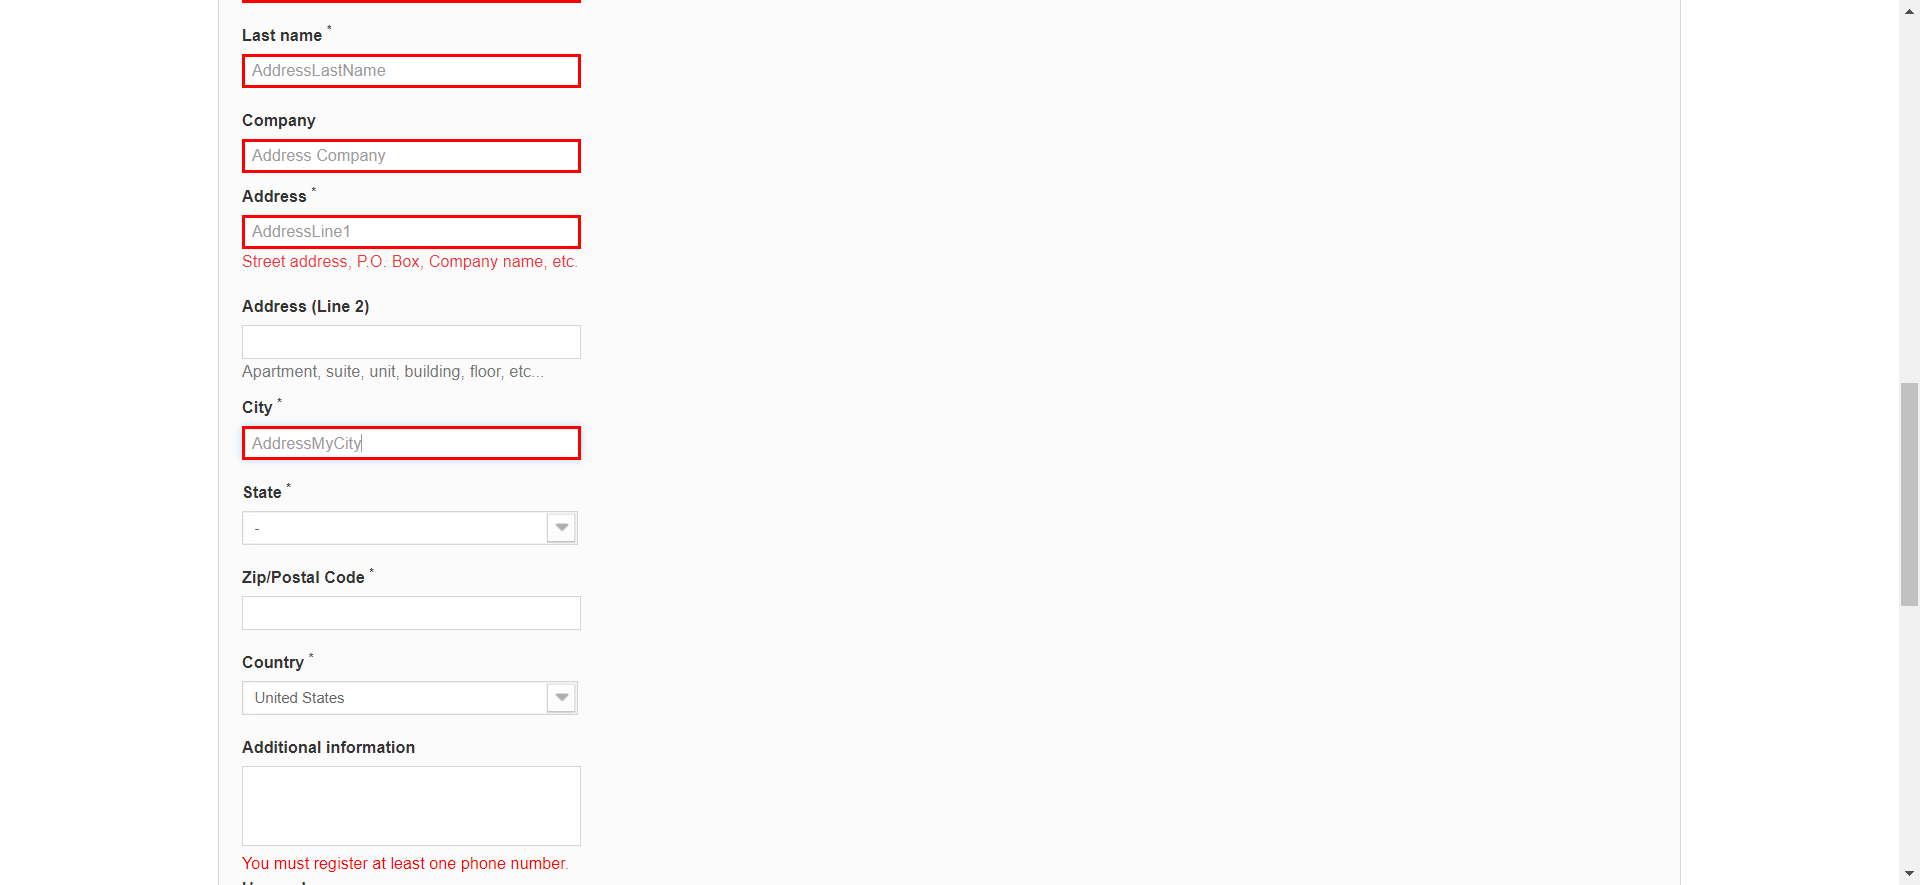 Last name *
AddressLastName
Company
Address Company
Address *
AddressLine1
Street address, P.O. Box, Company name, etc.
Address (Line 2)
Apartment, suite, unit, building, floor, etc...
City *
AddressMyCity
State *
-
Zip/Postal Code *
Country *
United States
Additional information
You must register at least one phone number.